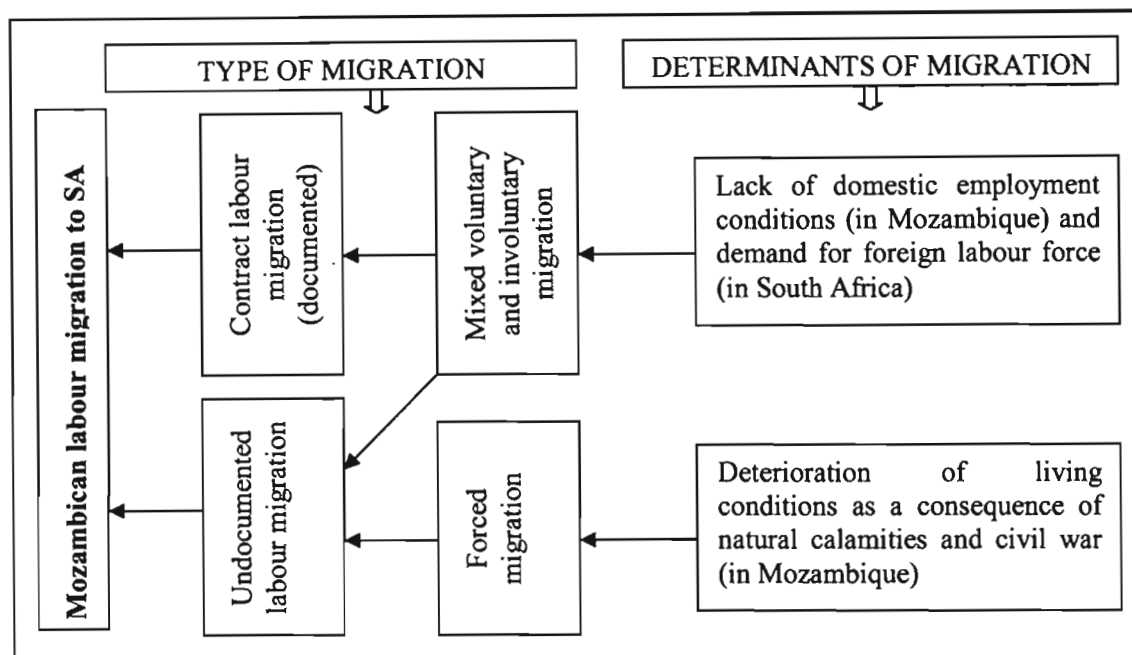 TYPE OF MIGRATION
DETERMINANTS OF MIGRATION
Mozambican labour migration to SA
Contract labour
migration
(documented)
Mixed voluntary
and involuntary
migration
Lack of domestic employment
conditions (in Mozambique) and
demand for foreign labour force
(in South Africa)
Undocumented
labour migration
Forced
migration
Deterioration of living
conditions as a consequence of
natural calamities and civil war
(in Mozambique)